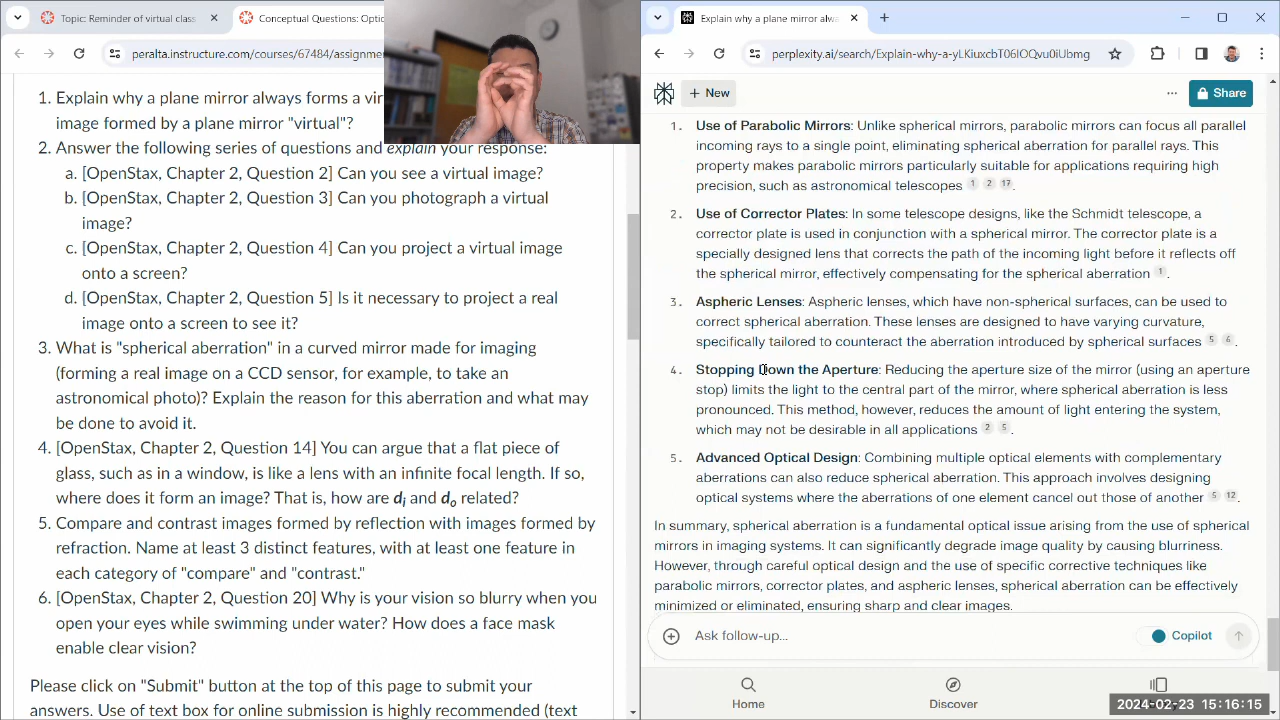 Topic: Reminder of virtual class
Conceptual Questions: Optic
peralta.instructure.com/courses/67484/assignme
1. Explain why a plane mirror always forms a vir
image formed by a plane mirror "virtual"?
2. Answer the following series of questions and explain your response:
a. [OpenStax, Chapter 2, Question 2] Can you see a virtual image?
b. [OpenStax, Chapter 2, Question 3] Can you photograph a virtual
image?
c. [OpenStax, Chapter 2, Question 4] Can you project a virtual image
onto a screen?
d. [OpenStax, Chapter 2, Question 5] Is it necessary to project a real
image onto a screen to see it?
3. What is "spherical aberration" in a curved mirror made for imaging
(forming a real image on a CCD sensor, for example, to take an
astronomical photo)? Explain the reason for this aberration and what may
be done to avoid it.
4. [OpenStax, Chapter 2, Question 14] You can argue that a flat piece of
glass, such as in a window, is like a lens with an infinite focal length. If so,
where does it form an image? That is, how are di and do related?
5. Compare and contrast images formed by reflection with images formed by
refraction. Name at least 3 distinct features, with at least one feature in
each category of "compare" and "contrast."
6. [OpenStax, Chapter 2, Question 20] Why is your vision so blurry when you
open your eyes while swimming under water? How does a face mask
enable clear vision?
Please click on "Submit" button at the top of this page to submit your
answers. Use of text box for online submission is highly recommended (text
Explain why a plane mirror alwa
perplexity.ai/search/Explain-why-a-yLKiuxcbT06IOQvu0iUbmg
+ New
Share
1. Use of Parabolic Mirrors: Unlike spherical mirrors, parabolic mirrors can focus all parallel
incoming rays to a single point, eliminating spherical aberration for parallel rays. This
property makes parabolic mirrors particularly suitable for applications requiring high
precision, such as astronomical telescopes 1 2 17.
2. Use of Corrector Plates: In some telescope designs, like the Schmidt telescope, a
corrector plate is used in conjunction with a spherical mirror. The corrector plate is a
specially designed lens that corrects the path of the incoming light before it reflects off
the spherical mirror, effectively compensating for the spherical aberration 1.
3. Aspheric Lenses: Aspheric lenses, which have non-spherical surfaces, can be used to
correct spherical aberration. These lenses are designed to have varying curvature,
specifically tailored to counteract the aberration introduced by spherical surfaces 5 6.
4. Stopping Down the Aperture: Reducing the aperture size of the mirror (using an aperture
stop) limits the light to the central part of the mirror, where spherical aberration is less
pronounced. This method, however, reduces the amount of light entering the system,
which may not be desirable in all applications 2 5.
5. Advanced Optical Design: Combining multiple optical elements with complementary
aberrations can also reduce spherical aberration. This approach involves designing
optical systems where the aberrations of one element cancel out those of another 5 12.
In summary, spherical aberration is a fundamental optical issue arising from the use of spherical
mirrors in imaging systems. It can significantly degrade image quality by causing blurriness.
However, through careful optical design and the use of specific corrective techniques like
parabolic mirrors, corrector plates, and aspheric lenses, spherical aberration can be effectively
minimized or eliminated, ensuring sharp and clear images.
Ask follow-up...
Copilot
Home
Discover
2024-02-23 15:16:15